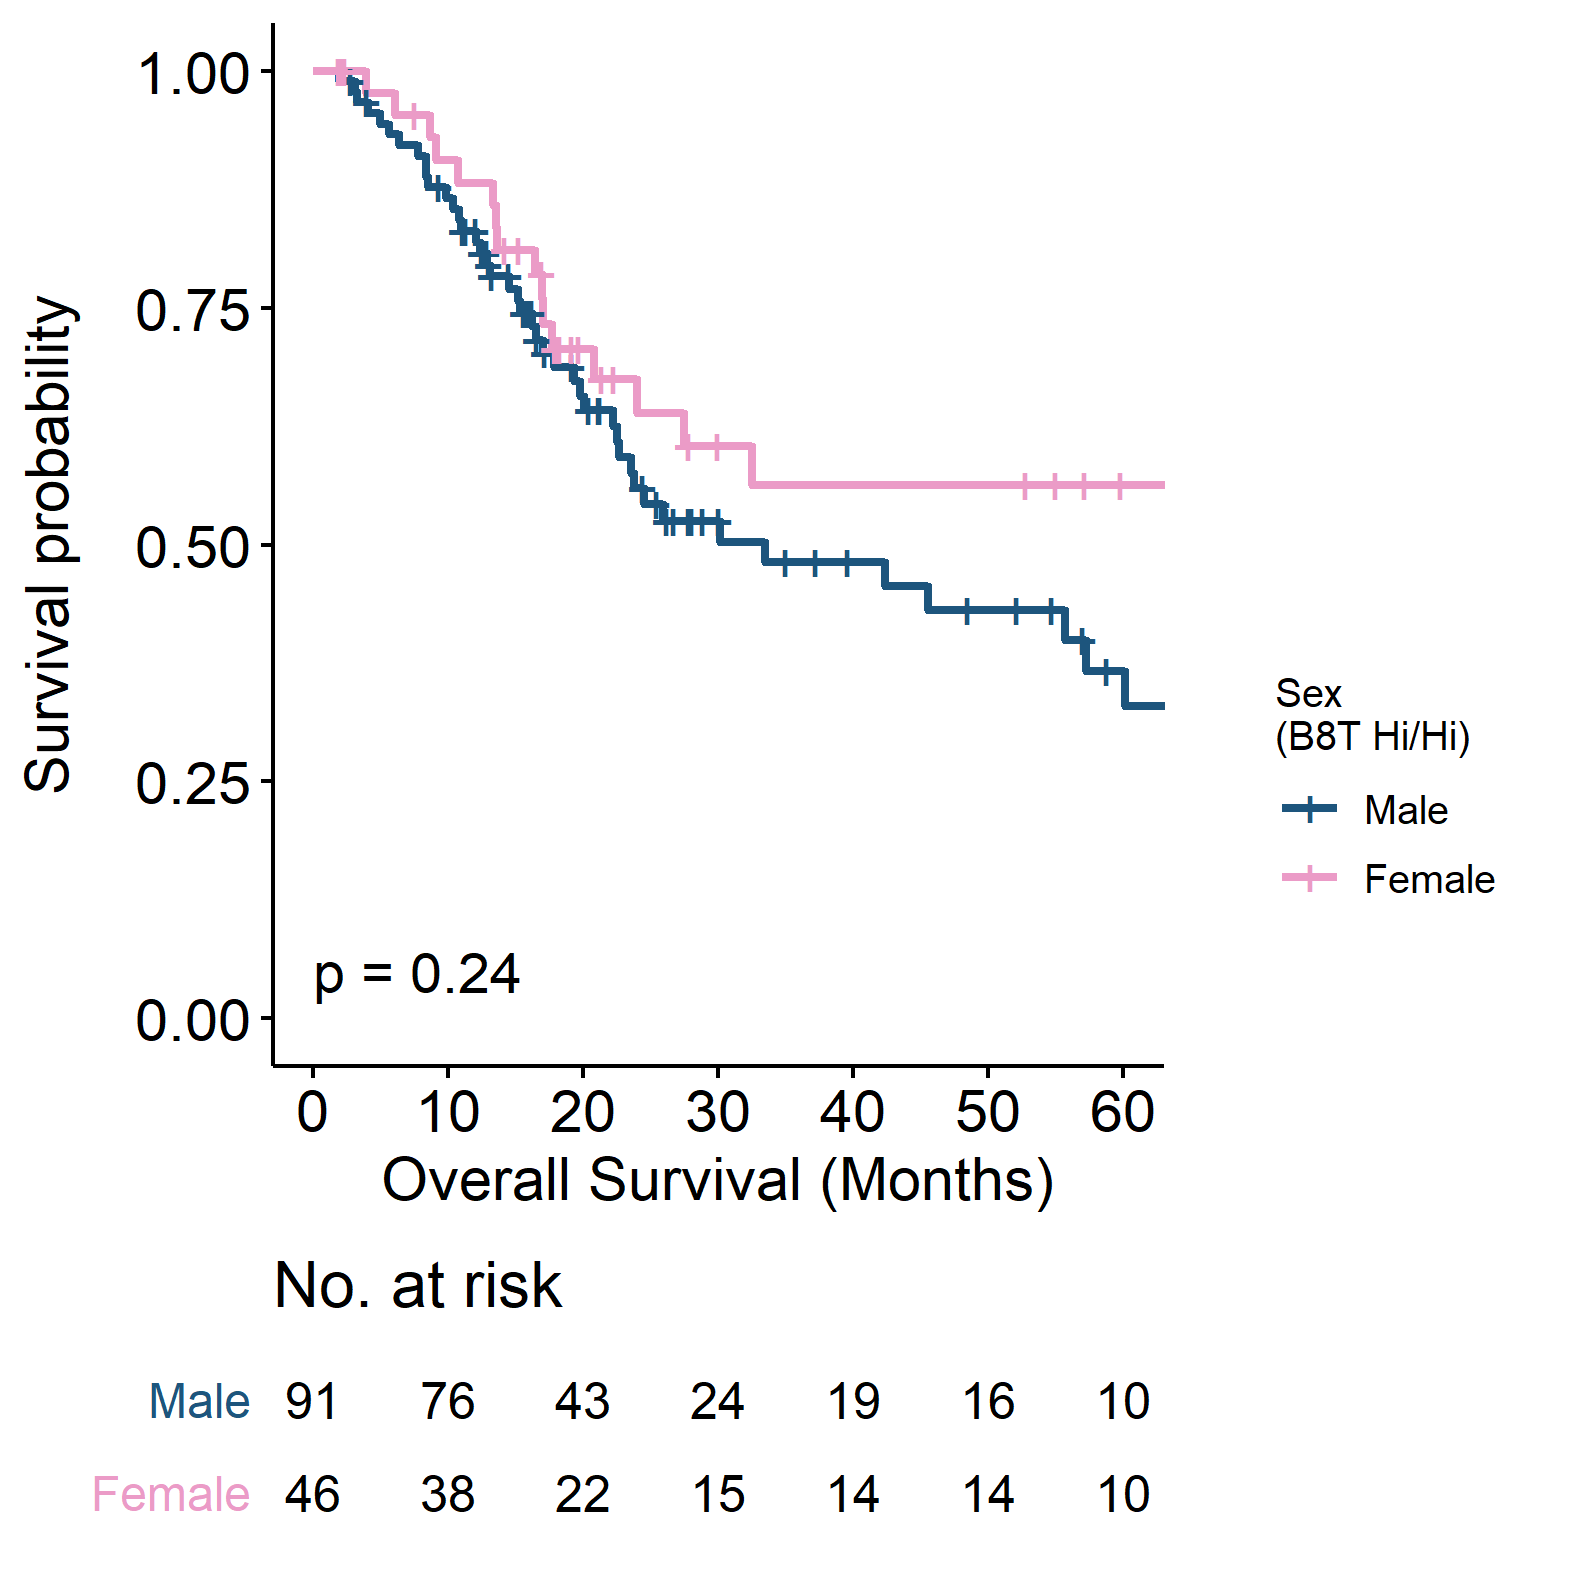 1.00
0.75
0.50
0.25
0.00
Survival probability
p = 0.24
0 10 20 30 40 50 60
Overall Survival (Months)
Sex
(B8T Hi/Hi)
Male
Female
No. at risk
Male 91 76 43 24 19 16 10
Female 46 38 22 15 14 14 10